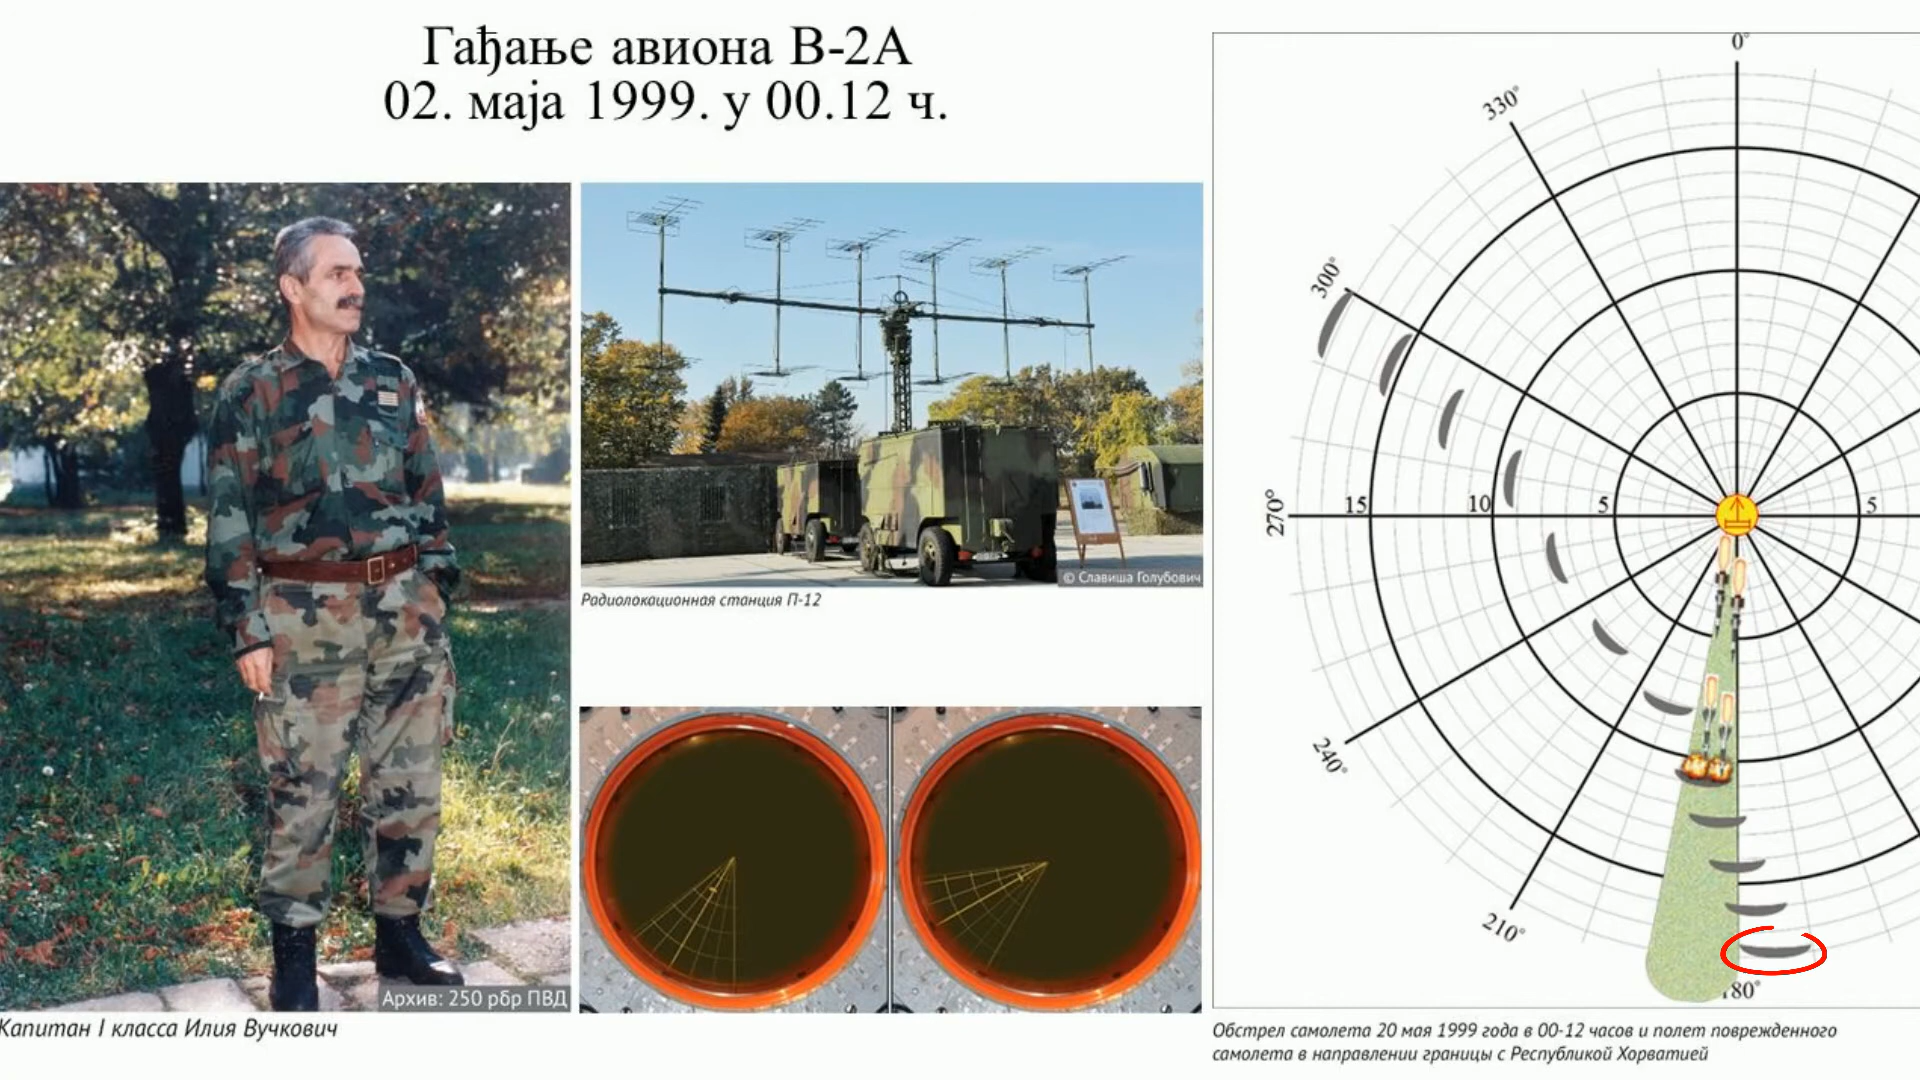 Гађање авиона В-2А
02. маја 1999. у 00.12 ч.
© Славиша Голубович
Радиолокационная станция П-12
Архив: 250 рбр ПВД
Капитан I класса Илия Вучкович
0°
330°
300°
270°
15
10
5
5
240°
210°
180°
Обстрел самолета 20 мая 1999 года в 00-12 часов и полет поврежденного
самолета в направлении границы с Республикой Хорватией